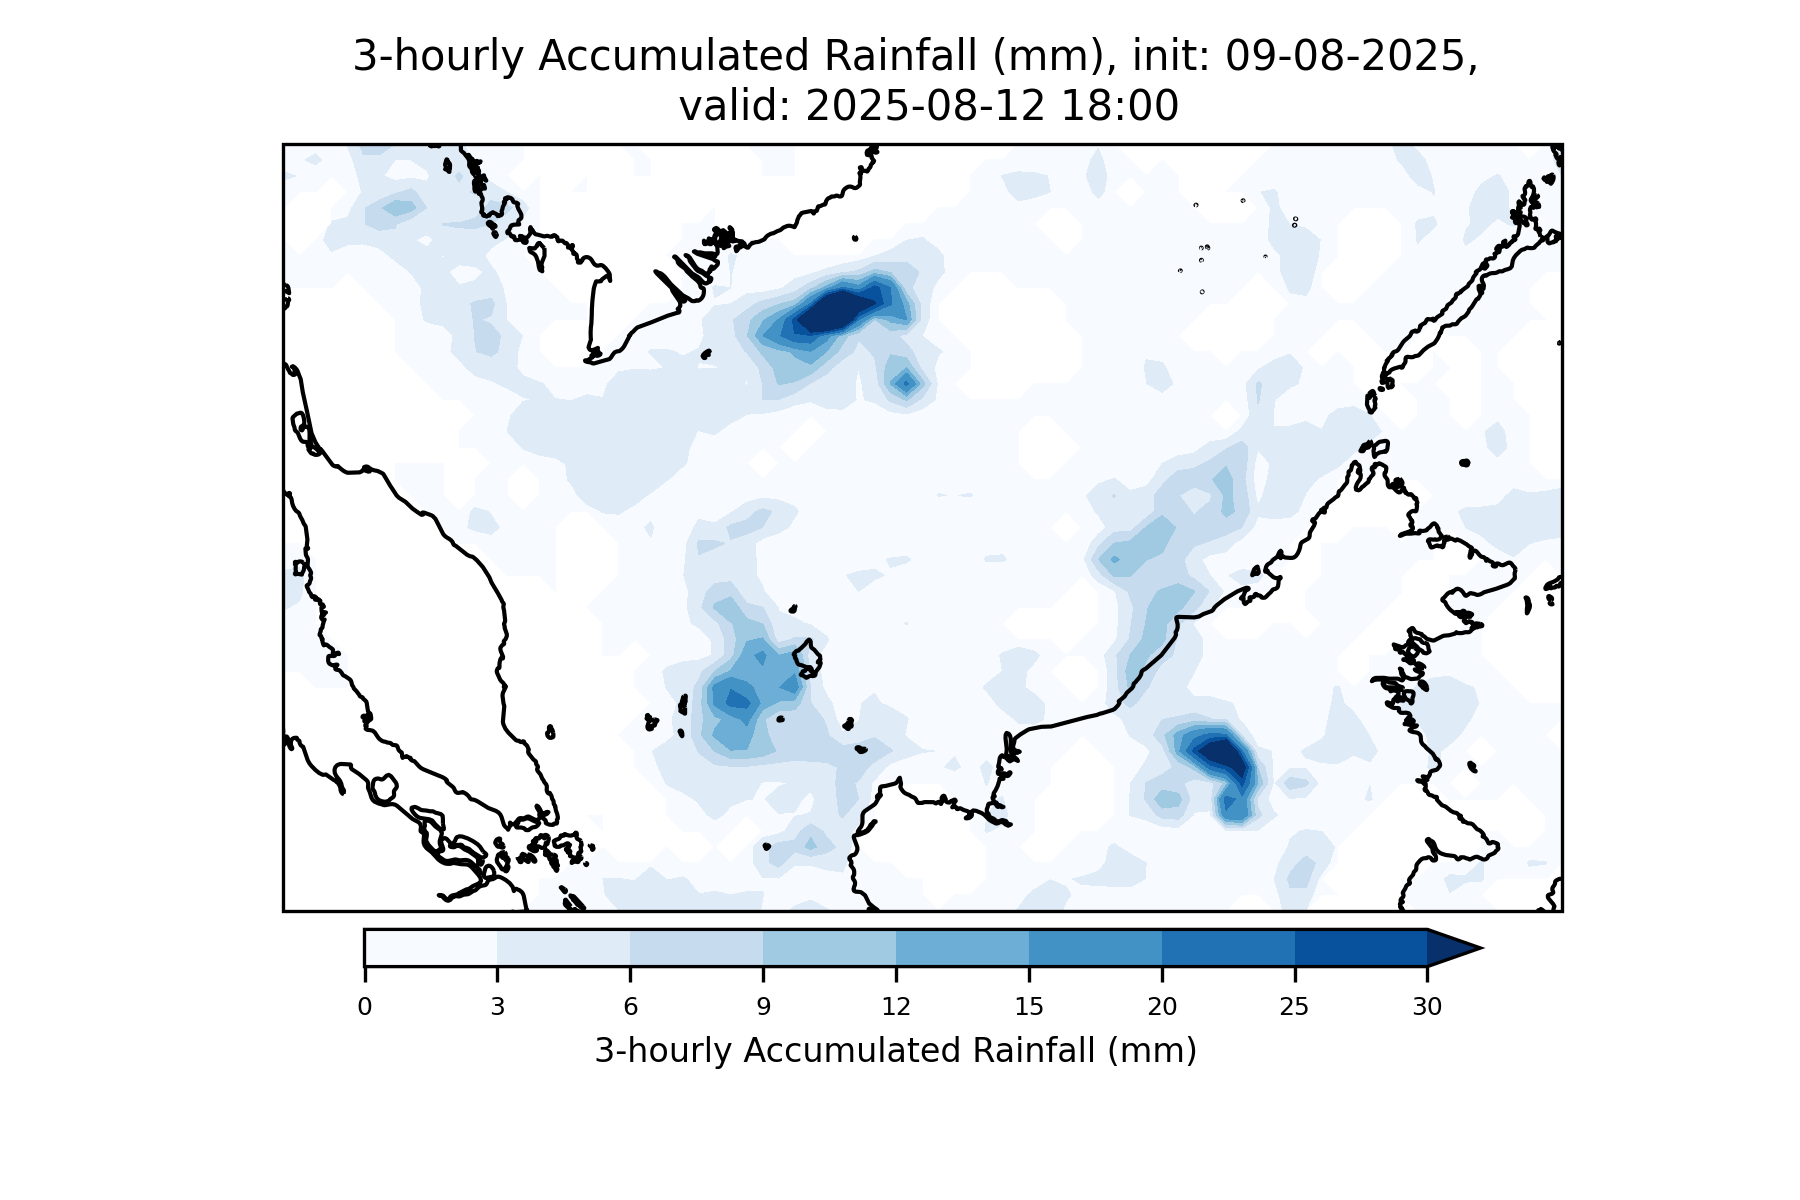 3-hourly Accumulated Rainfall (mm), init: 09-08-2025,
valid: 2025-08-12 18:00
0 3 6 9 12 15 20 25 30
3-hourly Accumulated Rainfall (mm)